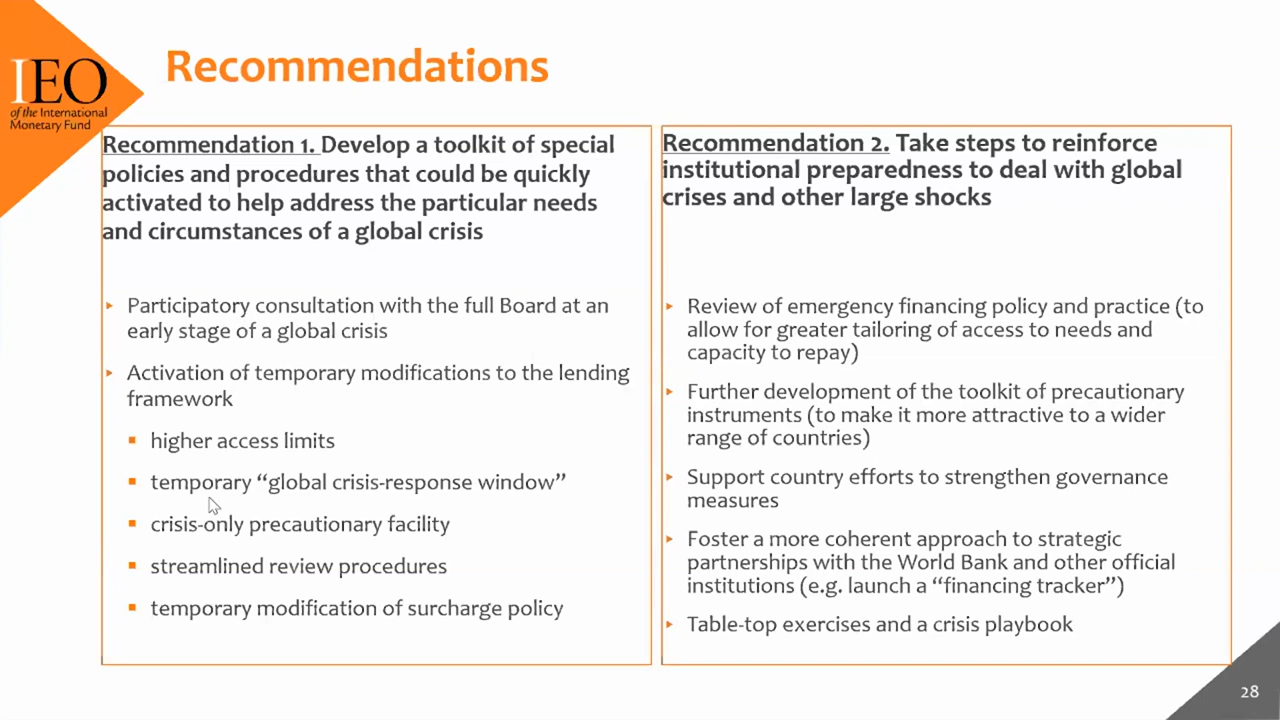 IEO
of the International
Monetary Fund
Recommendations
Recommendation 1. Develop a toolkit of special
policies and procedures that could be quickly
activated to help address the particular needs
and circumstances of a global crisis
Participatory consultation with the full Board at an
early stage of a global crisis
Activation of temporary modifications to the lending
framework
higher access limits
temporary “global crisis-response window”
crisis-only precautionary facility
streamlined review procedures
temporary modification of surcharge policy
Recommendation 2. Take steps to reinforce
institutional preparedness to deal with global
crises and other large shocks
Review of emergency financing policy and practice (to
allow for greater tailoring of access to needs and
capacity to repay)
Further development of the toolkit of precautionary
instruments (to make it more attractive to a wider
range of countries)
Support country efforts to strengthen governance
measures
Foster a more coherent approach to strategic
partnerships with the World Bank and other official
institutions (e.g. launch a “financing tracker”)
Table-top exercises and a crisis playbook
28